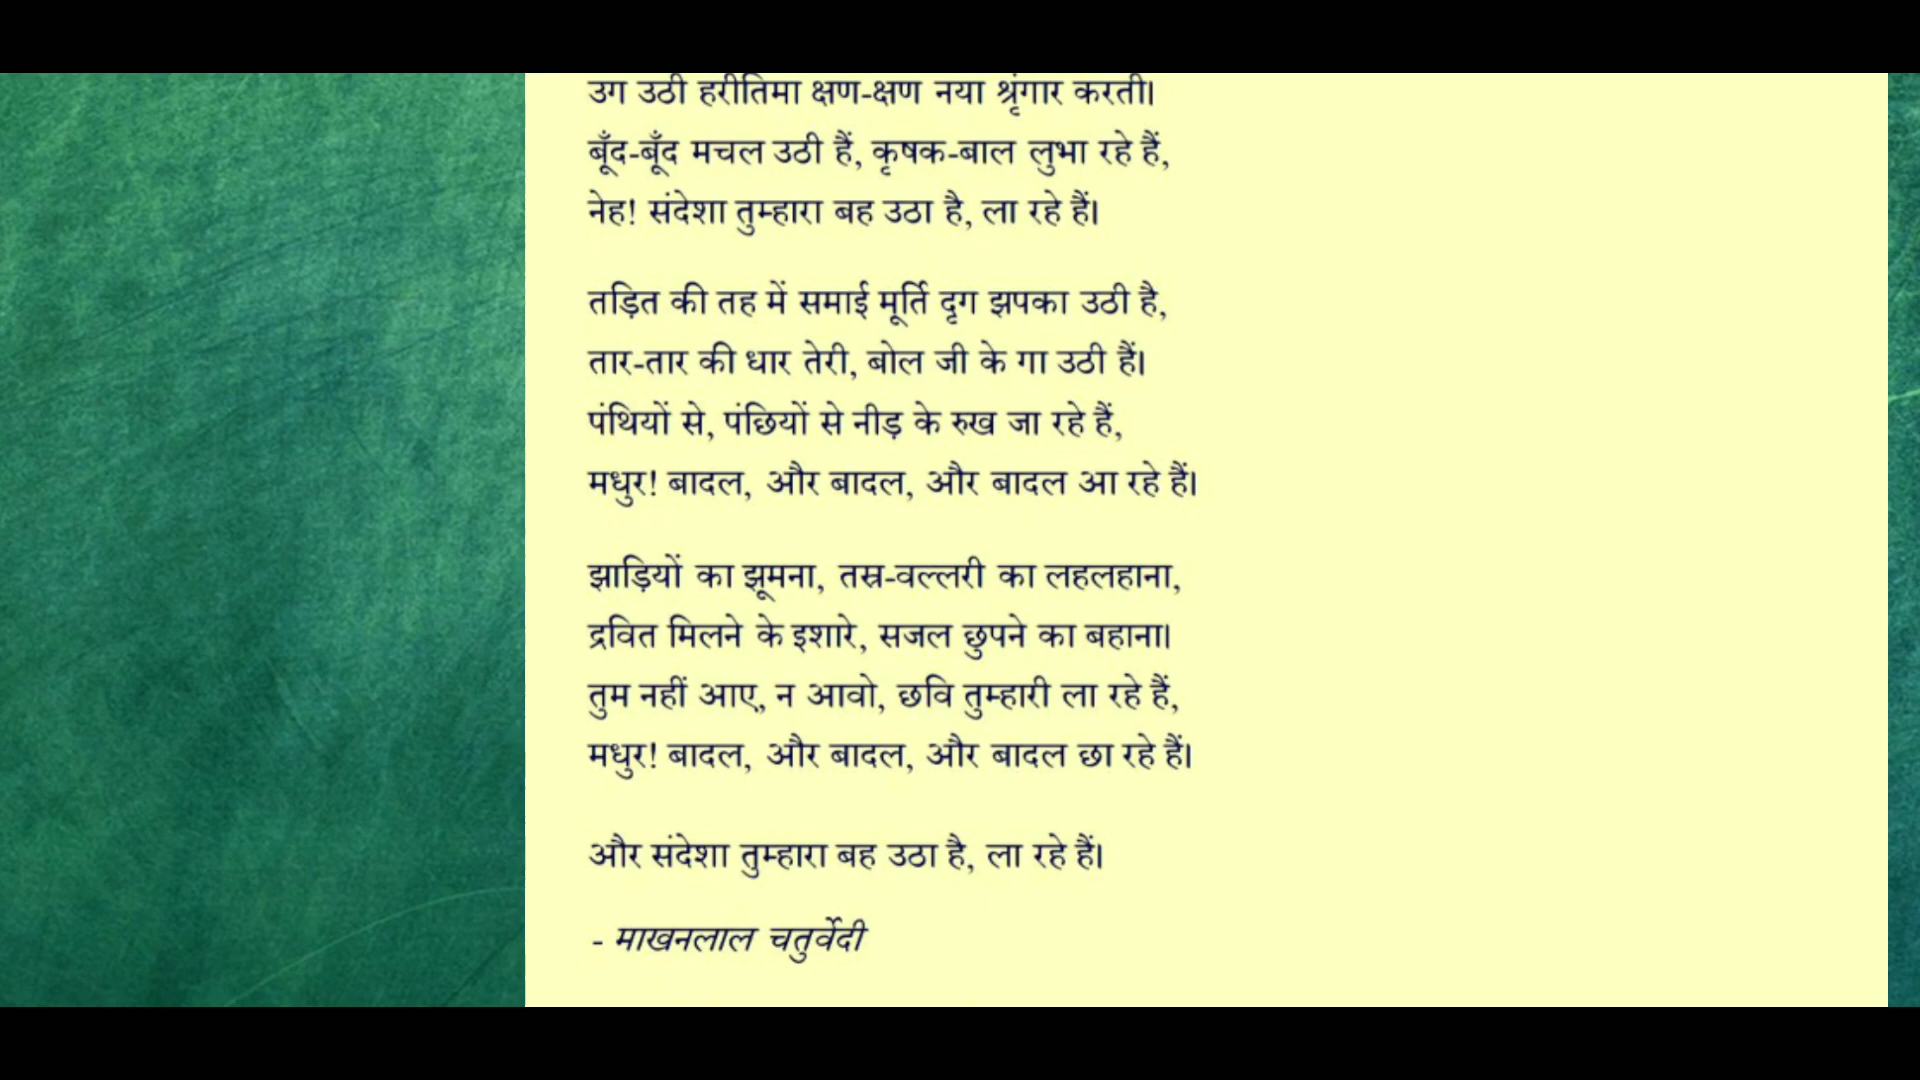 उग उठी हरीतिमा क्षण-क्षण नया श्रृंगार करती।
बूँद-बूँद मचल उठी हैं, कृषक-बाल लुभा रहे हैं,
नेह! संदेशा तुम्हारा बह उठा है, ला रहे हैं।
तड़ित की तह में समाई मूर्ति दृग झपका उठी है,
तार-तार की धार तेरी, बोल जी के गा उठी हैं।
पंथियों से, पंछियों से नीड़ के रुख जा रहे हैं,
मधुर! बादल, और बादल, और बादल आ रहे हैं।
झाड़ियों का झूमना, तस्र-वल्लरी का लहलहाना,
द्रवित मिलने के इशारे, सजल छुपने का बहाना।
तुम नहीं आए, न आवो, छवि तुम्हारी ला रहे हैं,
मधुर! बादल, और बादल, और बादल छा रहे हैं।
और संदेशा तुम्हारा बह उठा है, ला रहे हैं।
- माखनलाल चतुर्वेदी